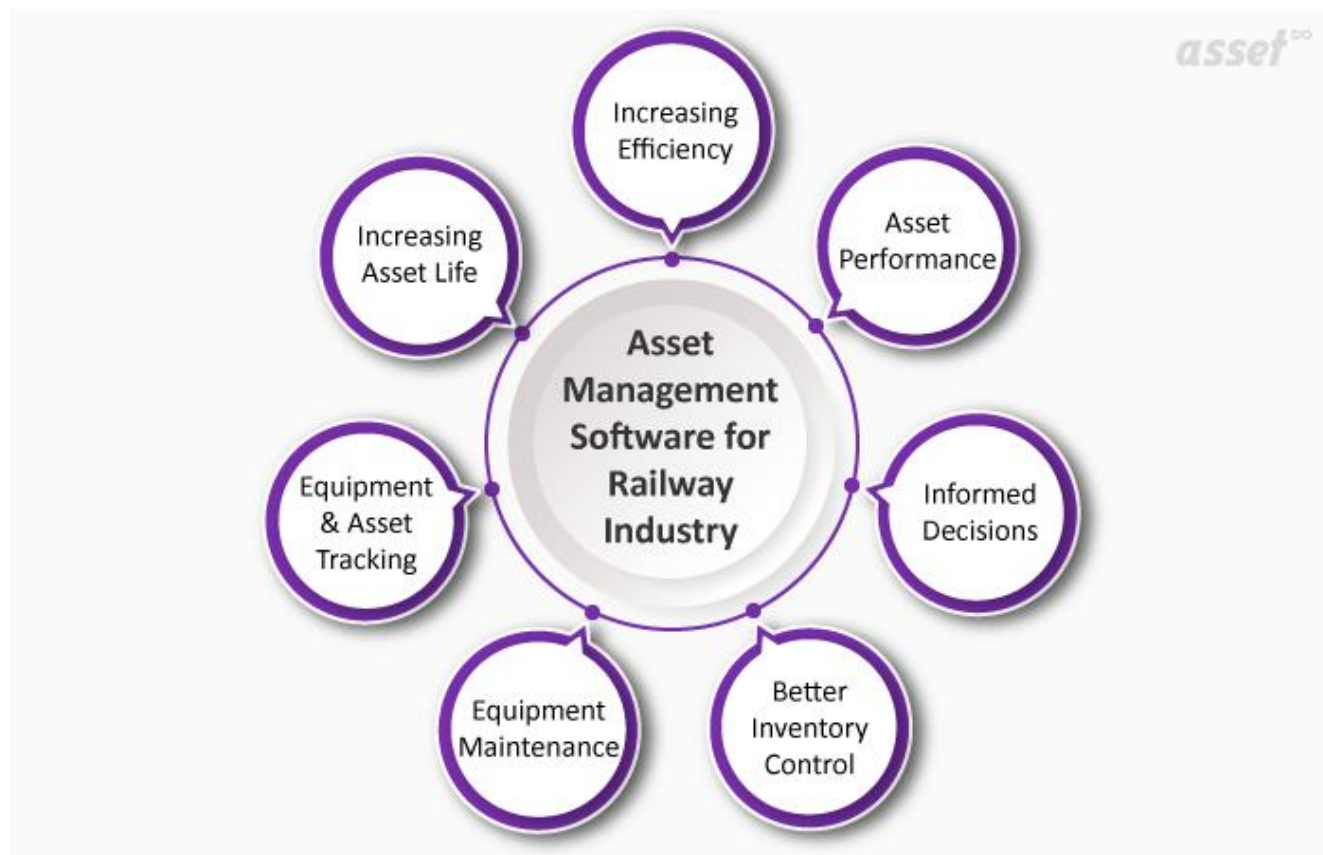 asset∞
Increasing
Efficiency
Asset
Performance
Informed
Decisions
Better
Inventory
Control
Equipment
Maintenance
Equipment
& Asset
Tracking
Increasing
Asset Life
Asset
Management
Software for
Railway
Industry